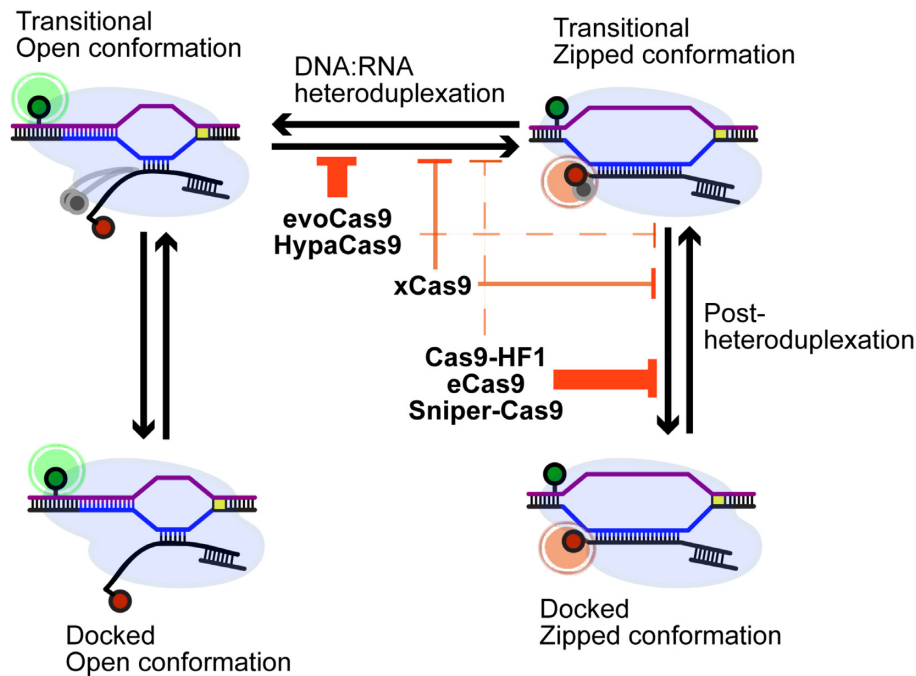 Transitional
Open conformation
Transitional
Zipped conformation
DNA:RNA
heteroduplexation
evoCas9
HypaCas9
xCas9
Post-
heteroduplexation
Cas9-HF1
eCas9
Sniper-Cas9
Docked
Open conformation
Docked
Zipped conformation